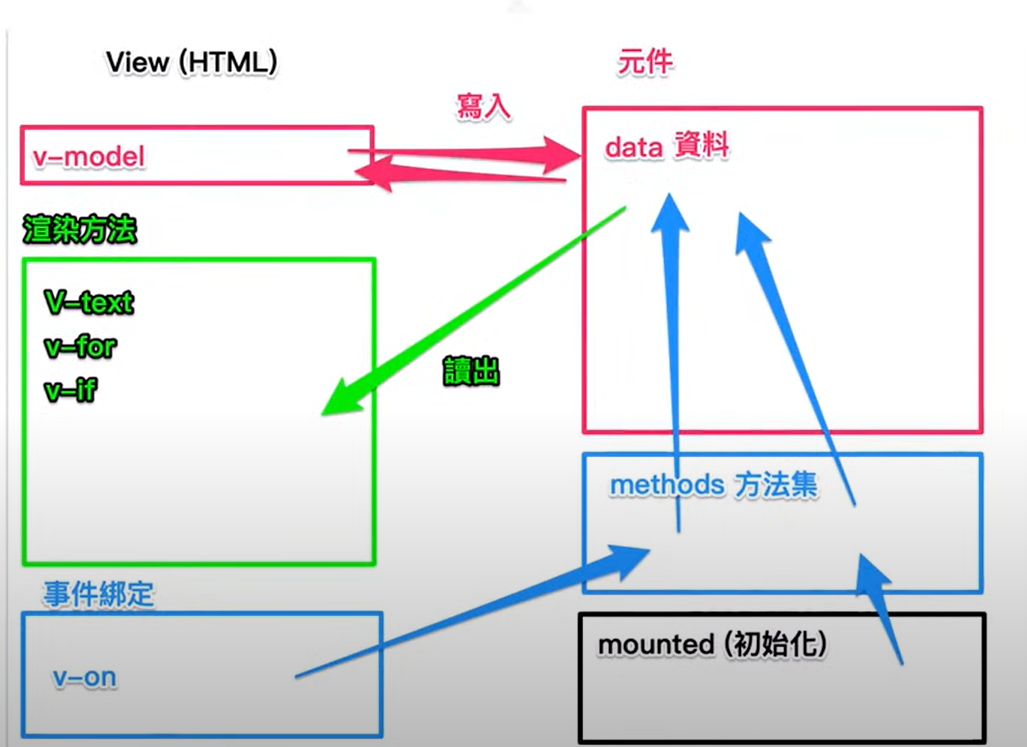 View (HTML)
元件
寫入
v-model
data 資料
渲染方法
V-text
v-for
v-if
讀出
methods 方法集
事件綁定
v-on
mounted (初始化)